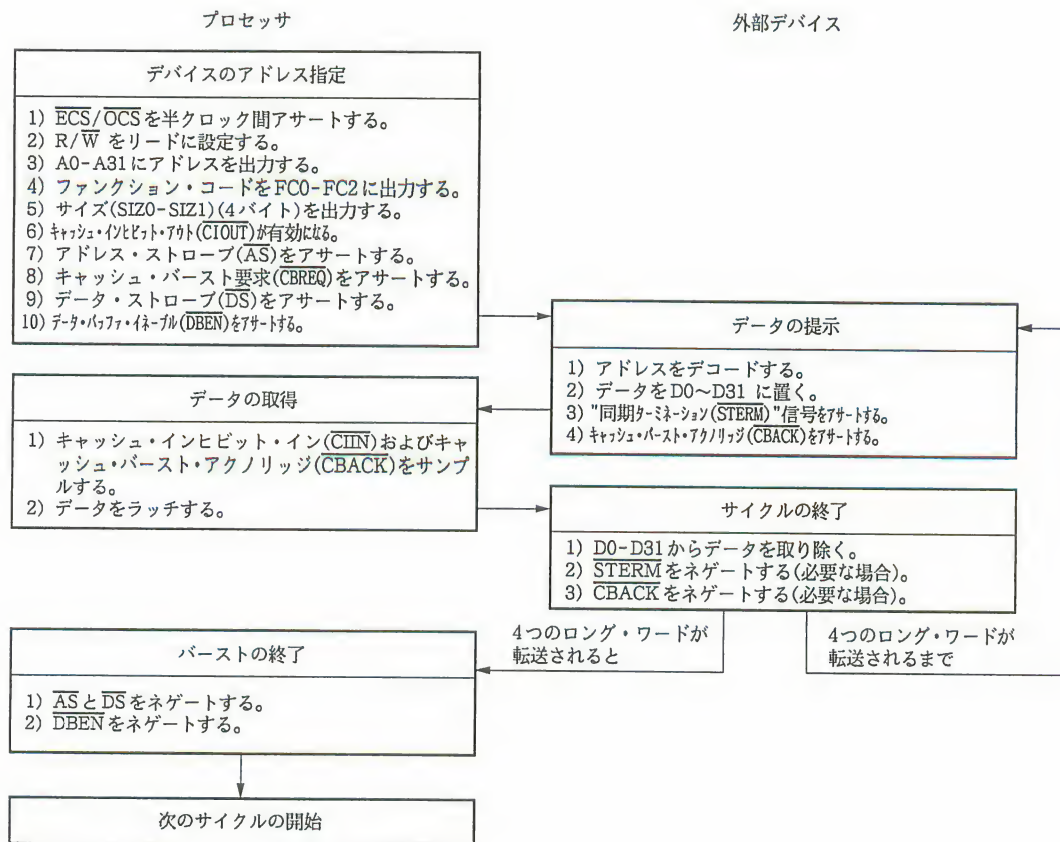 プロセッサ
外部デバイス
デバイスのアドレス指定
1) ECS/OCSを半クロック間アサートする。
2) R/Wをリードに設定する。
3) A0-A31にアドレスを出力する。
4) ファンクション・コードをFC0-FC2に出力する。
5) サイズ(SIZ0-SIZ1)(4バイト)を出力する。
6) キャッシュ・インヒビット・アウト(CIOUT)が有効になる。
7) アドレス・ストローブ(AS)をアサートする。
8) キャッシュ・バースト要求(CBREQ)をアサートする。
9) データ・ストローブ(DS)をアサートする。
10) データ・バッファ・イネーブル(DBEN)をアサートする。
データの提示
1) アドレスをデコードする。
2) データをD0〜D31に置く。
3) "同期ターミネーション(STERM)"信号をアサートする。
4) キャッシュ・バースト・アクノリッジ(CBACK)をアサートする。
データの取得
1) キャッシュ・インヒビット・イン(CIIN)およびキャ
ッシュ・バースト・アクノリッジ(CBACK)をサンプ
ルする。
2) データをラッチする。
サイクルの終了
1) D0-D31からデータを取り除く。
2) STERMをネゲートする(必要な場合)。
3) CBACKをネゲートする(必要な場合)。
4つのロング・ワードが
転送されると
4つのロング・ワードが
転送されるまで
バーストの終了
1) ASとDSをネゲートする。
2) DBENをネゲートする。
次のサイクルの開始